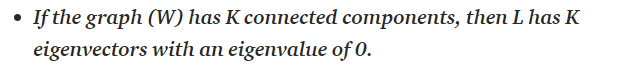 • If the graph (W) has K connected components, then L has K
eigenvectors with an eigenvalue of 0.